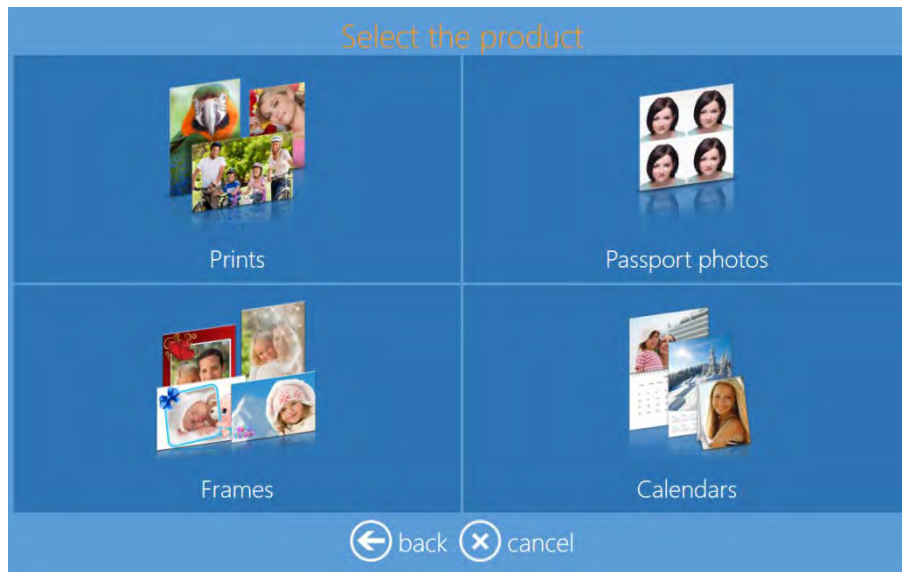 Select the product
Prints
Passport photos
Frames
Calendars
back
cancel